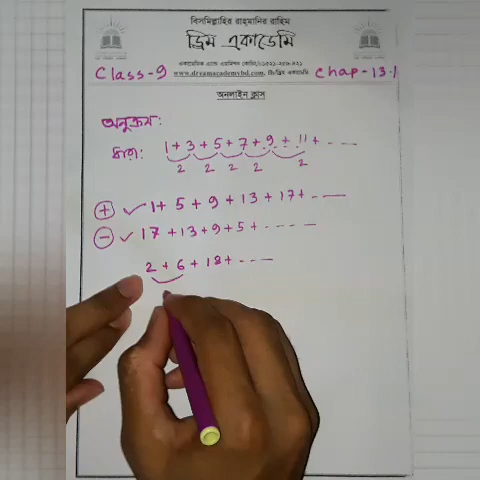 বিসমিল্লাহির রাহমানির রাহিম
ড্রিম একাডেমি
Class-9
www.dreamacademybd.com
Chap-13.1
অনলাইন ক্লাস
অনুক্রম:
ধারা: 1 + 3 + 5 + 7 + 9 + 11 + ----
2 2 2 2 2
+ ✓ 1 + 5 + 9 + 13 + 17 + ----
- ✓ 17 + 13 + 9 + 5 + ----
2 + 6 + 18 + ---